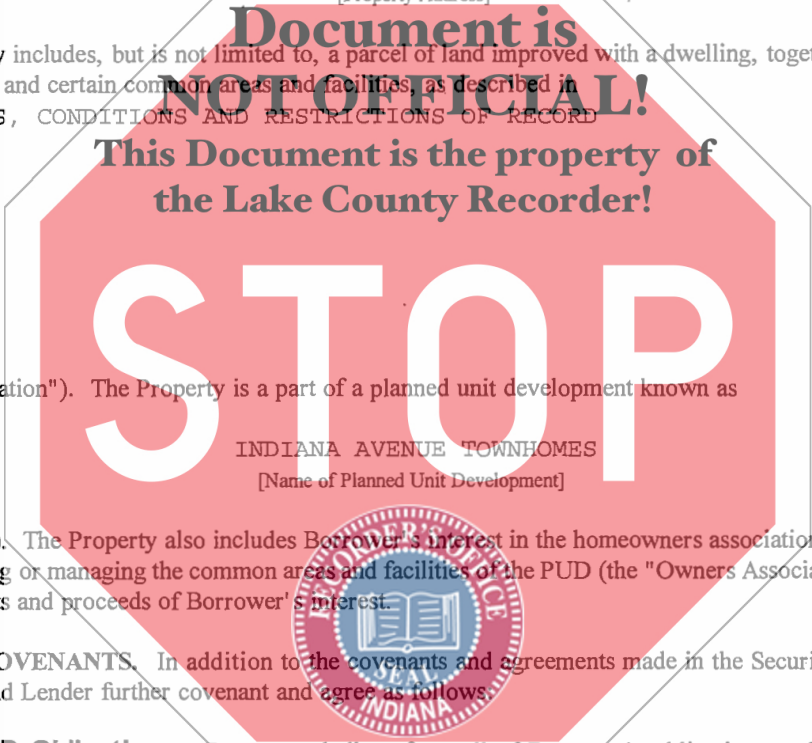 Document is
y includes, but is not limited to, a parcel of land improved with a dwelling, toget
and certain common areas and facilities, as described in
NOT OFFICIAL!
S, CONDITIONS AND RESTRICTIONS OF RECORD
This Document is the property of
the Lake County Recorder!
STOP
ation"). The Property is a part of a planned unit development known as
INDIANA AVENUE TOWNHOMES
[Name of Planned Unit Development]
. The Property also includes Borrower's interest in the homeowners association
g or managing the common areas and facilities of the PUD (the "Owners Associa
s and proceeds of Borrower's interest.
RECORDER'S OFFICE
SEAL
INDIANA
OVENANTS. In addition to the covenants and agreements made in the Securi
d Lender further covenant and agree as follows.